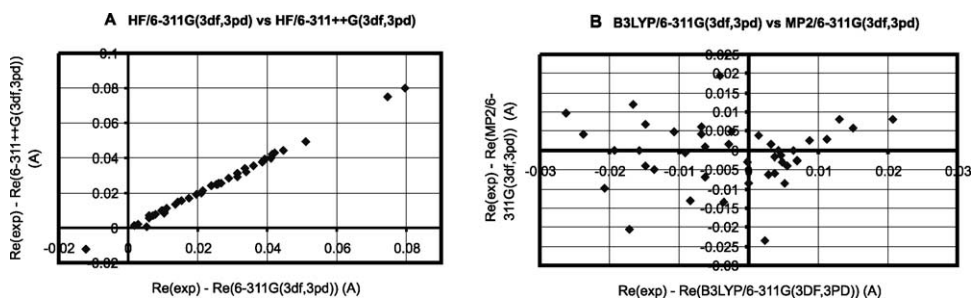 A HF/6-311G(3df,3pd) vs HF/6-311++G(3df,3pd)
0.1
0.08
0.06
0.04
0.02
0
-0.02
-0.02 0 0.02 0.04 0.06 0.08
Re(exp) - Re(6-311++G(3df,3pd))
(A)
Re(exp) - Re(6-311G(3df,3pd)) (A)
B B3LYP/6-311G(3df,3pd) vs MP2/6-311G(3df,3pd)
0.025
0.02
0.015
0.01
0.005
0
-0.005
-0.01
-0.015
-0.02
-0.025
-0.03
-0.03 -0.02 -0.01 0 0.01 0.02 0.03
Re(exp) - Re(MP2/6-
311G(3df,3pd)) (A)
Re(exp) - Re(B3LYP/6-311G(3DF,3PD)) (A)